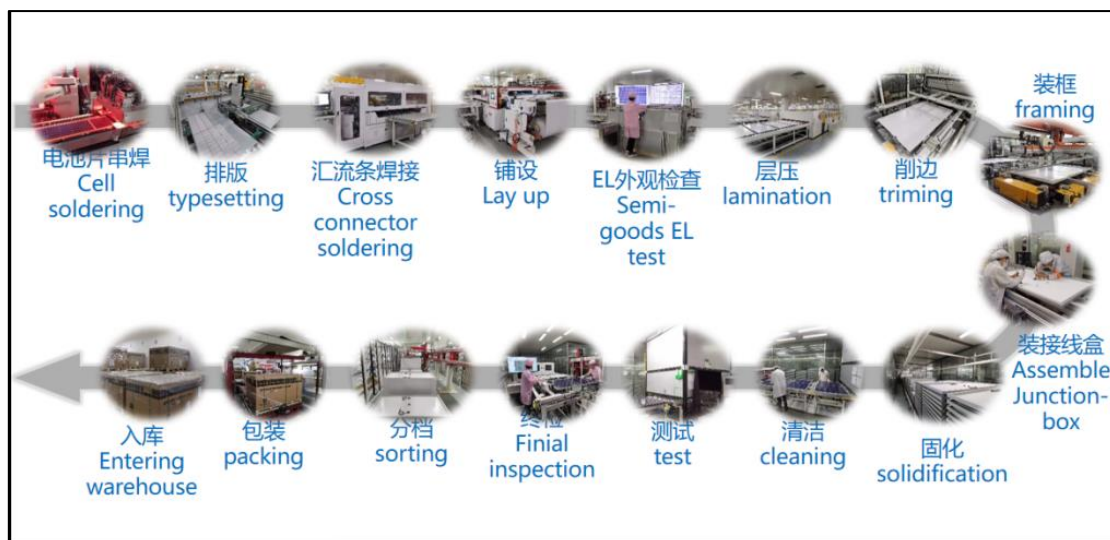 电池片串焊
Cell
soldering
排版
typesetting
汇流条焊接
Cross
connector
soldering
铺设
Lay up
EL外观检查
Semi-
goods EL
test
层压
lamination
削边
triming
装框
framing
装接线盒
Assemble
Junction-
box
固化
solidification
清洁
cleaning
测试
test
终检
Finial
inspection
分档
sorting
包装
packing
入库
Entering
warehouse